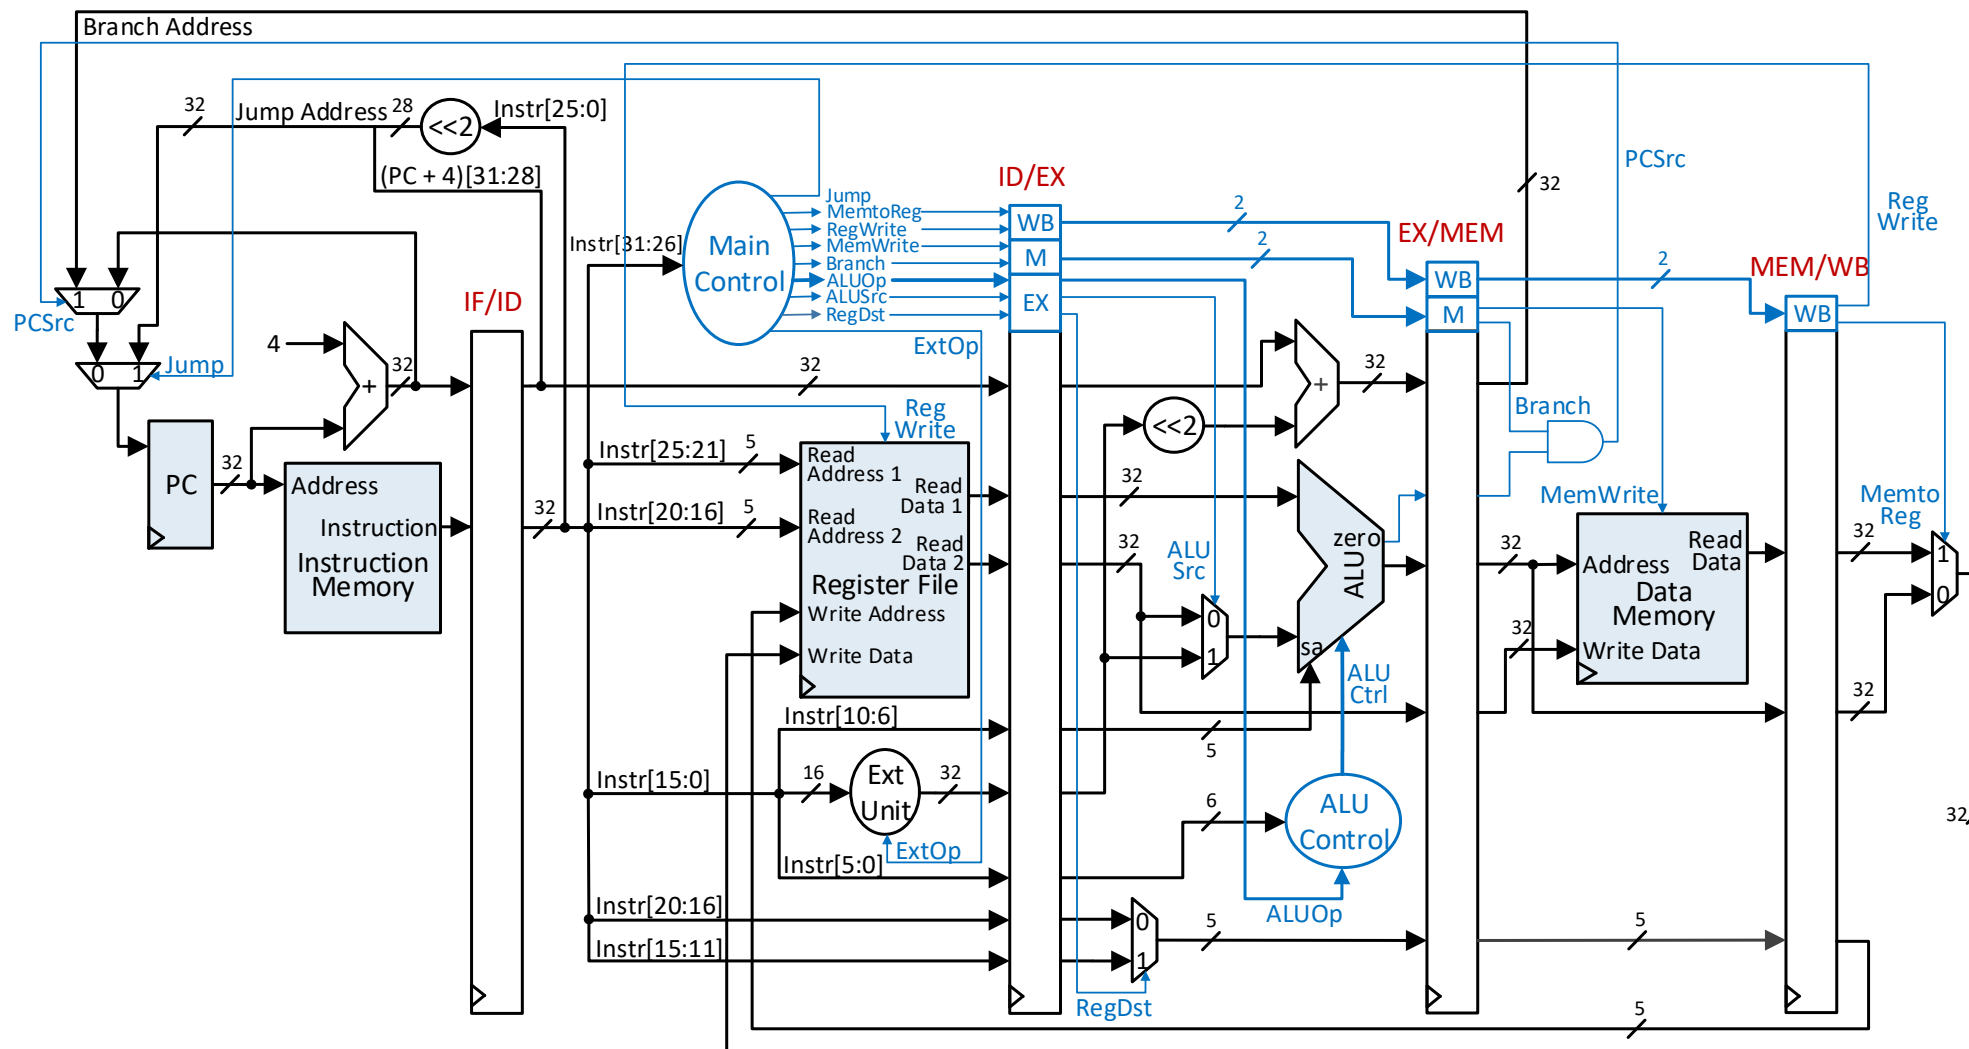 Branch Address
32
Jump Address
28
<<2
Instr[25:0]
(PC + 4)[31:28]
PCSrc
32
ID/EX
Reg
Write
Jump
MemtoReg
RegWrite
MemWrite
Branch
ALUOp
ALUSrc
RegDst
ExtOp
Main
Control
Instr[31:26]
WB
M
EX
2
2
EX/MEM
WB
M
2
MEM/WB
WB
1
0
PCSrc
0
1
Jump
IF/ID
4
+
32
32
+
32
<<2
Branch
Reg
Write
PC
32
Address
Instruction
Instruction
Memory
32
Instr[25:21]
5
Instr[20:16]
5
Read
Address 1
Read
Data 1
Read
Address 2
Read
Data 2
Register File
Write Address
Write Data
32
32
ALU
Src
0
1
zero
ALU
sa
ALU
Ctrl
32
MemWrite
Address
Read
Data
Data
Memory
Write Data
32
Memto
Reg
32
1
0
32
Instr[10:6]
5
Instr[15:0]
16
Ext
Unit
32
ExtOp
Instr[5:0]
6
ALU
Control
32
Instr[20:16]
Instr[15:11]
0
1
5
ALUOp
5
RegDst
5